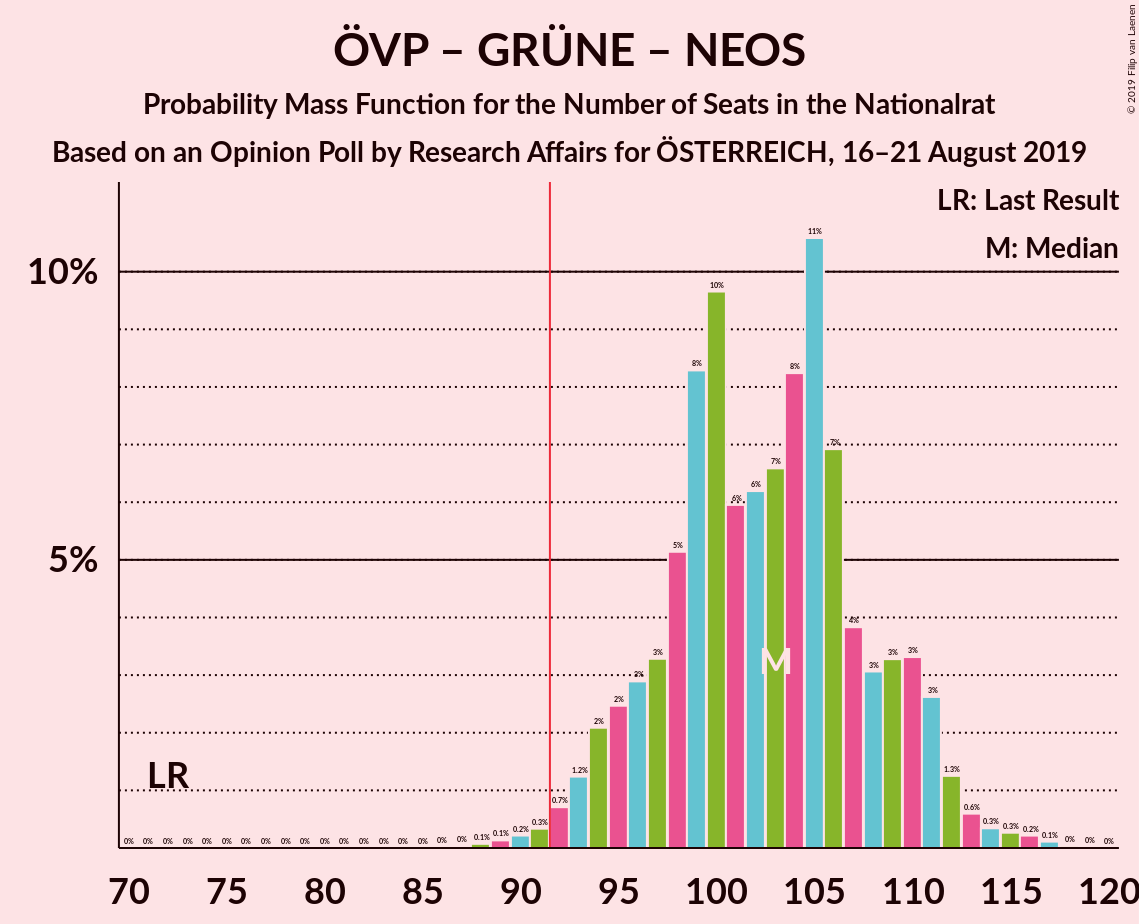 ÖVP – GRÜNE – NEOS
Probability Mass Function for the Number of Seats in the Nationalrat
Based on an Opinion Poll by Research Affairs for ÖSTERREICH, 16–21 August 2019
© 2019 Filip van Laenen
LR: Last Result
M: Median
10%
5%
LR
M
0% 0% 0% 0% 0% 0% 0% 0% 0% 0% 0% 0% 0% 0% 0% 0% 0% 0% 0.1% 0.1% 0.2% 0.3% 0.7% 1.2% 2% 2% 3% 3% 5% 8% 10% 6% 6% 7% 8% 11% 7% 4% 3% 3% 3% 3% 1.3% 0.6% 0.3% 0.3% 0.2% 0.1% 0% 0% 0%
70 75 80 85 90 95 100 105 110 115 120